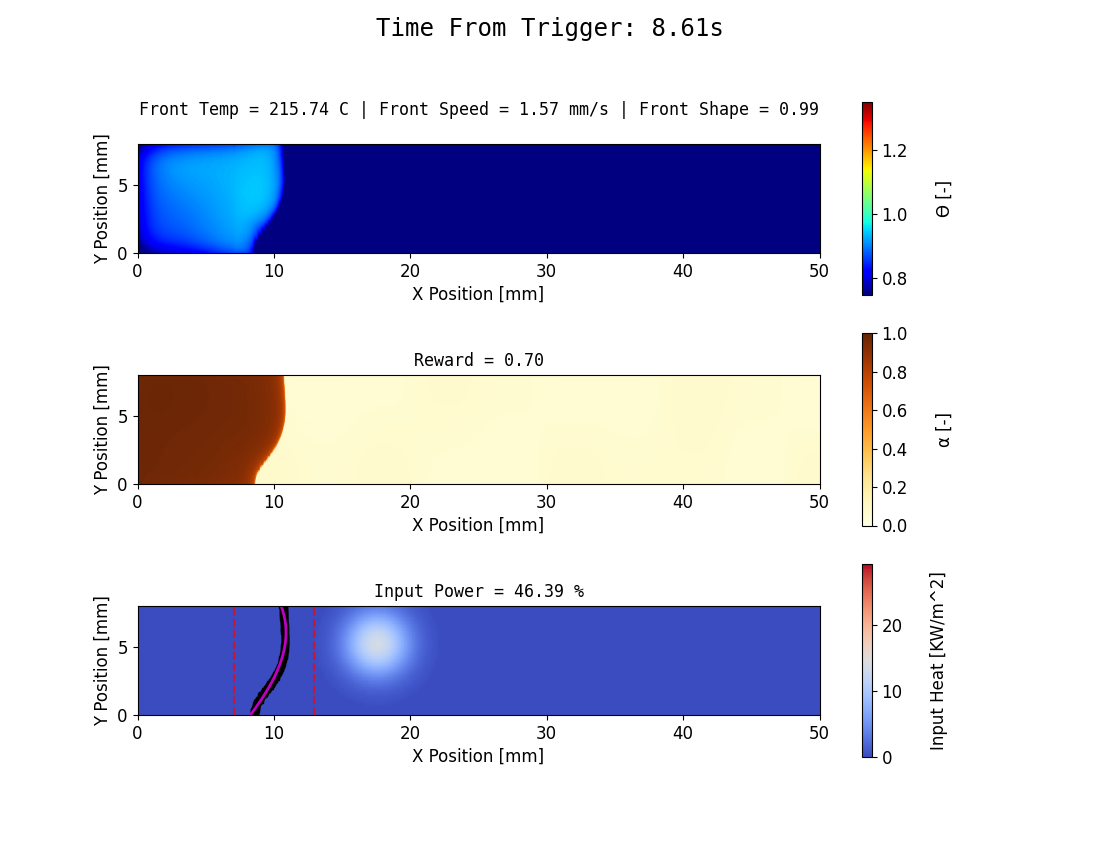 Time From Trigger: 8.61s
Front Temp = 215.74 C | Front Speed = 1.57 mm/s | Front Shape = 0.99
Y Position [mm]
5
0
0 10 20 30 40 50
X Position [mm]
1.2
1.0
0.8
Θ [-]
Reward = 0.70
Y Position [mm]
5
0
0 10 20 30 40 50
X Position [mm]
1.0
0.8
0.6
0.4
0.2
0.0
α [-]
Input Power = 46.39 %
Y Position [mm]
5
0
0 10 20 30 40 50
X Position [mm]
20
10
0
Input Heat [KW/m^2]